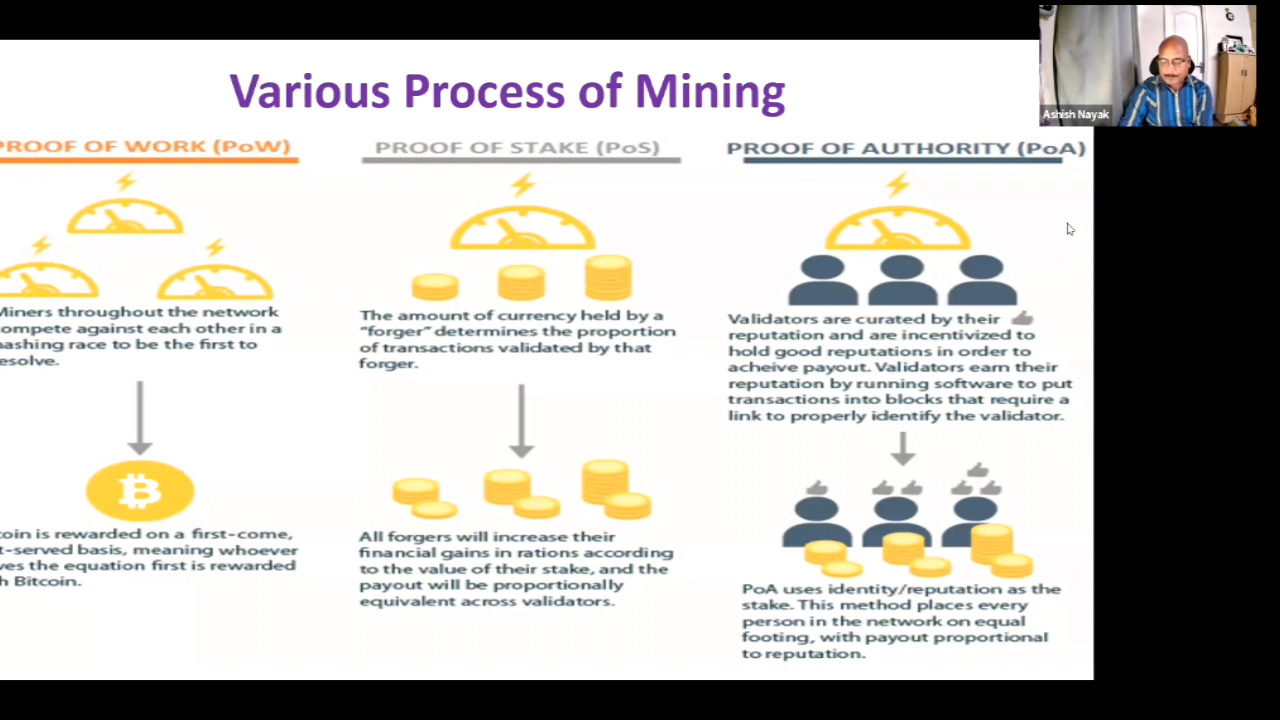 Various Process of Mining
Ashish Nayak
PROOF OF WORK (PoW)
Miners throughout the network
ompete against each other in a
ashing race to be the first to
esolve.
coin is rewarded on a first-come,
t-served basis, meaning whoever
ves the equation first is rewarded
h Bitcoin.
PROOF OF STAKE (PoS)
The amount of currency held by a
“forger” determines the proportion
of transactions validated by that
forger.
All forgers will increase their
financial gains in rations according
to the value of their stake, and the
payout will be proportionally
equivalent across validators.
PROOF OF AUTHORITY (PoA)
Validators are curated by their
reputation and are incentivized to
hold good reputations in order to
acheive payout. Validators earn their
reputation by running software to put
transactions into blocks that require a
link to properly identify the validator.
PoA uses identity/reputation as the
stake. This method places every
person in the network on equal
footing, with payout proportional
to reputation.